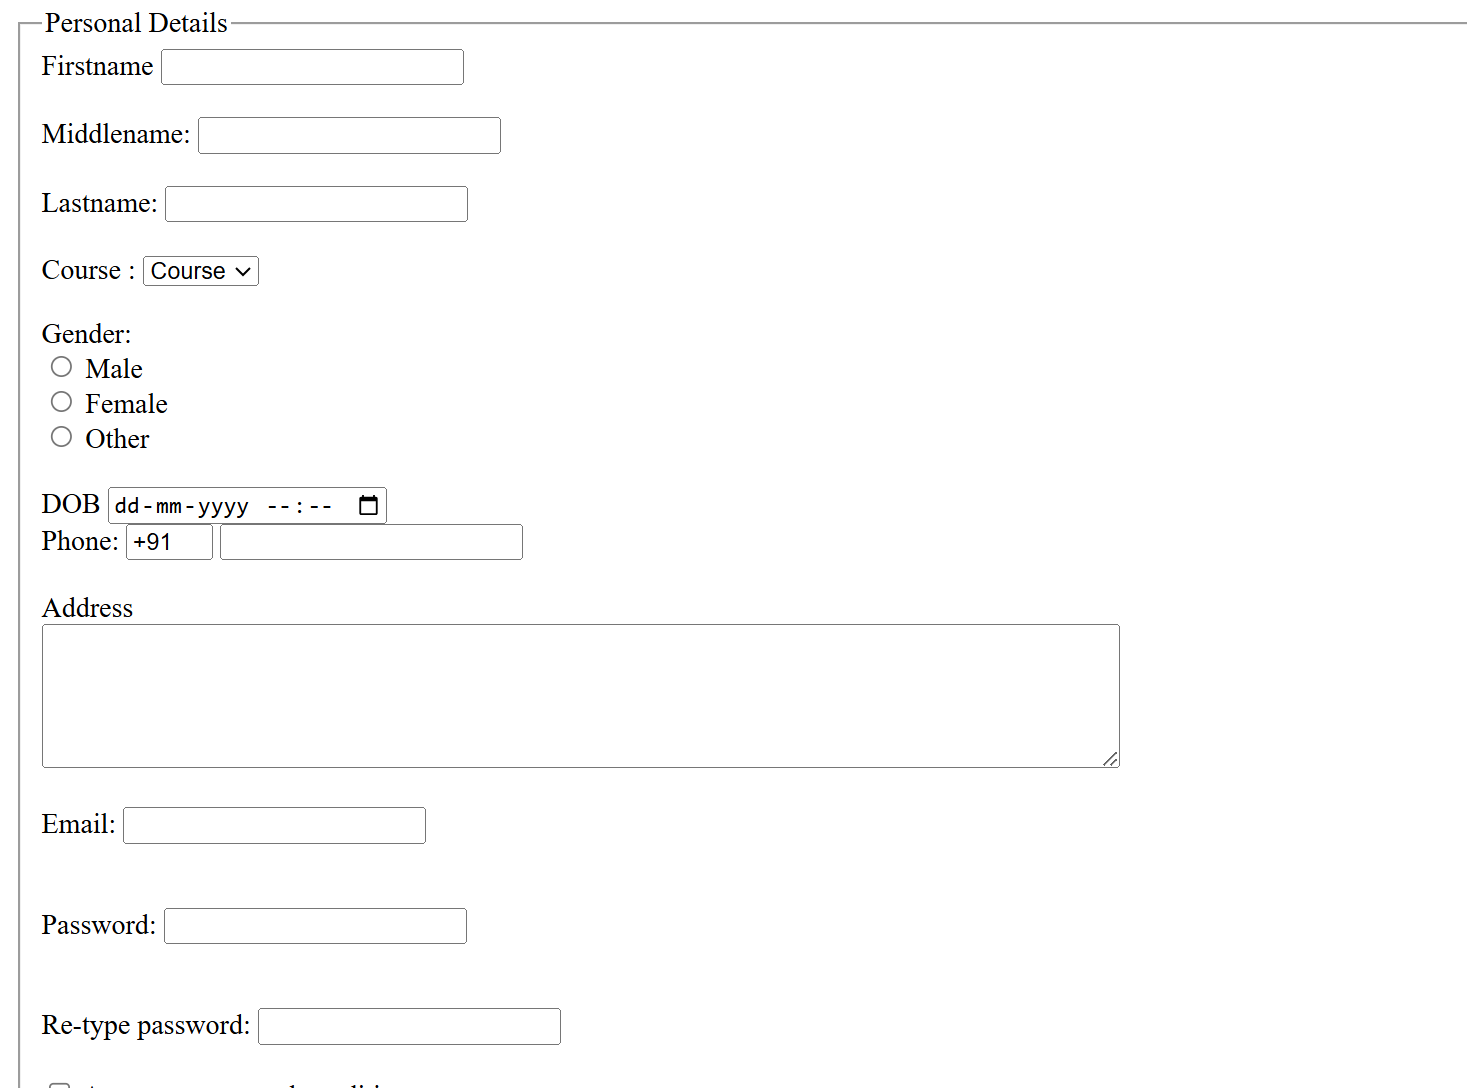 Personal Details
Firstname
Middlename:
Lastname:
Course : Course
Gender:
Male
Female
Other
DOB dd-mm-yyyy --:--
Phone: +91
Address
Email:
Password:
Re-type password: